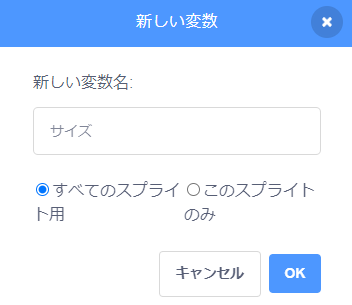 新しい変数
新しい変数名:
サイズ
すべてのスプライ このスプライト
ト用 のみ
キャンセル OK